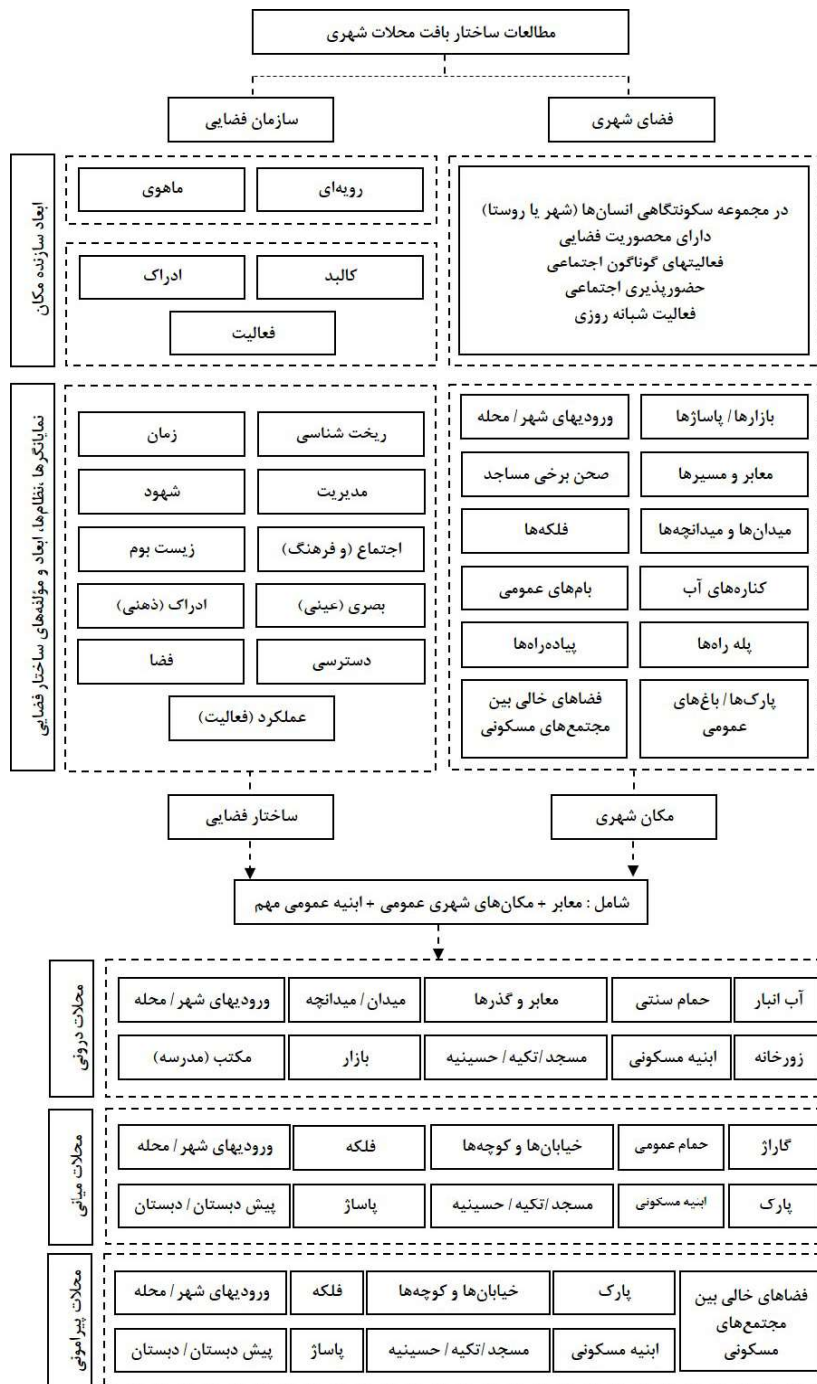 مطالعات ساختار بافت محلات شهری
فضای شهری
سازمان فضایی
ابعاد سازنده مکان
در مجموعه سکونتگاهی انسان‌ها (شهر یا روستا)
دارای محصوریت فضایی
فعالیتهای گوناگون اجتماعی
حضورپذیری اجتماعی
فعالیت شبانه روزی
رویه‌ای
ماهوی
کالبد
ادراک
فعالیت
نمایانگرها ،نظام‌ها، ابعاد و مؤلفه‌های ساختار فضایی
بازارها / پاساژها
ورودیهای شهر / محله
معابر و مسیرها
صحن برخی مساجد
میدان‌ها و میدانچه‌ها
فلکه‌ها
کناره‌های آب
بام‌های عمومی
پله راه‌ها
پیاده‌راه‌ها
پارک‌ها / باغ‌های
عمومی
فضاهای خالی بین
مجتمع‌های مسکونی
ریخت شناسی
زمان
مدیریت
شهود
اجتماع (و فرهنگ)
زیست بوم
بصری (عینی)
ادراک (ذهنی)
دسترسی
فضا
عملکرد (فعالیت)
مکان شهری
ساختار فضایی
شامل : معابر + مکان‌های شهری عمومی + ابنیه عمومی مهم
محلات درونی
آب انبار
حمام سنتی
معابر و گذرها
میدان / میدانچه
ورودیهای شهر / محله
زورخانه
ابنیه مسکونی
مسجد /تکیه / حسینیه
بازار
مکتب (مدرسه)
محلات میانی
گاراژ
حمام عمومی
خیابان‌ها و کوچه‌ها
فلکه
ورودیهای شهر / محله
پارک
ابنیه مسکونی
مسجد /تکیه / حسینیه
پاساژ
پیش دبستان / دبستان
محلات پیرامونی
فضاهای خالی بین
مجتمع‌های
مسکونی
پارک
خیابان‌ها و کوچه‌ها
فلکه
ورودیهای شهر / محله
ابنیه مسکونی
مسجد /تکیه / حسینیه
پاساژ
پیش دبستان / دبستان